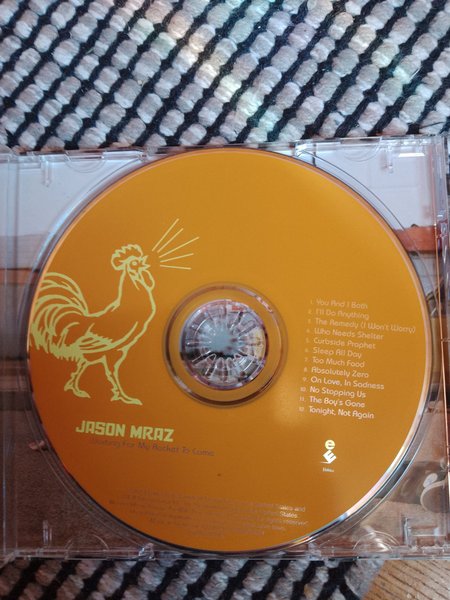 1. You And I Both
2. I'll Do Anything
3. The Remedy (I Won't Worry)
4. Who Needs Shelter
5. Curbside Prophet
6. Sleep All Day
7. Too Much Food
8. Absolutely Zero
9. On Love, In Sadness
10. No Stopping Us
11. The Boy's Gone
12. Tonight, Not Again
JASON MRAZ
Waiting For My Rocket To Come
Elektra